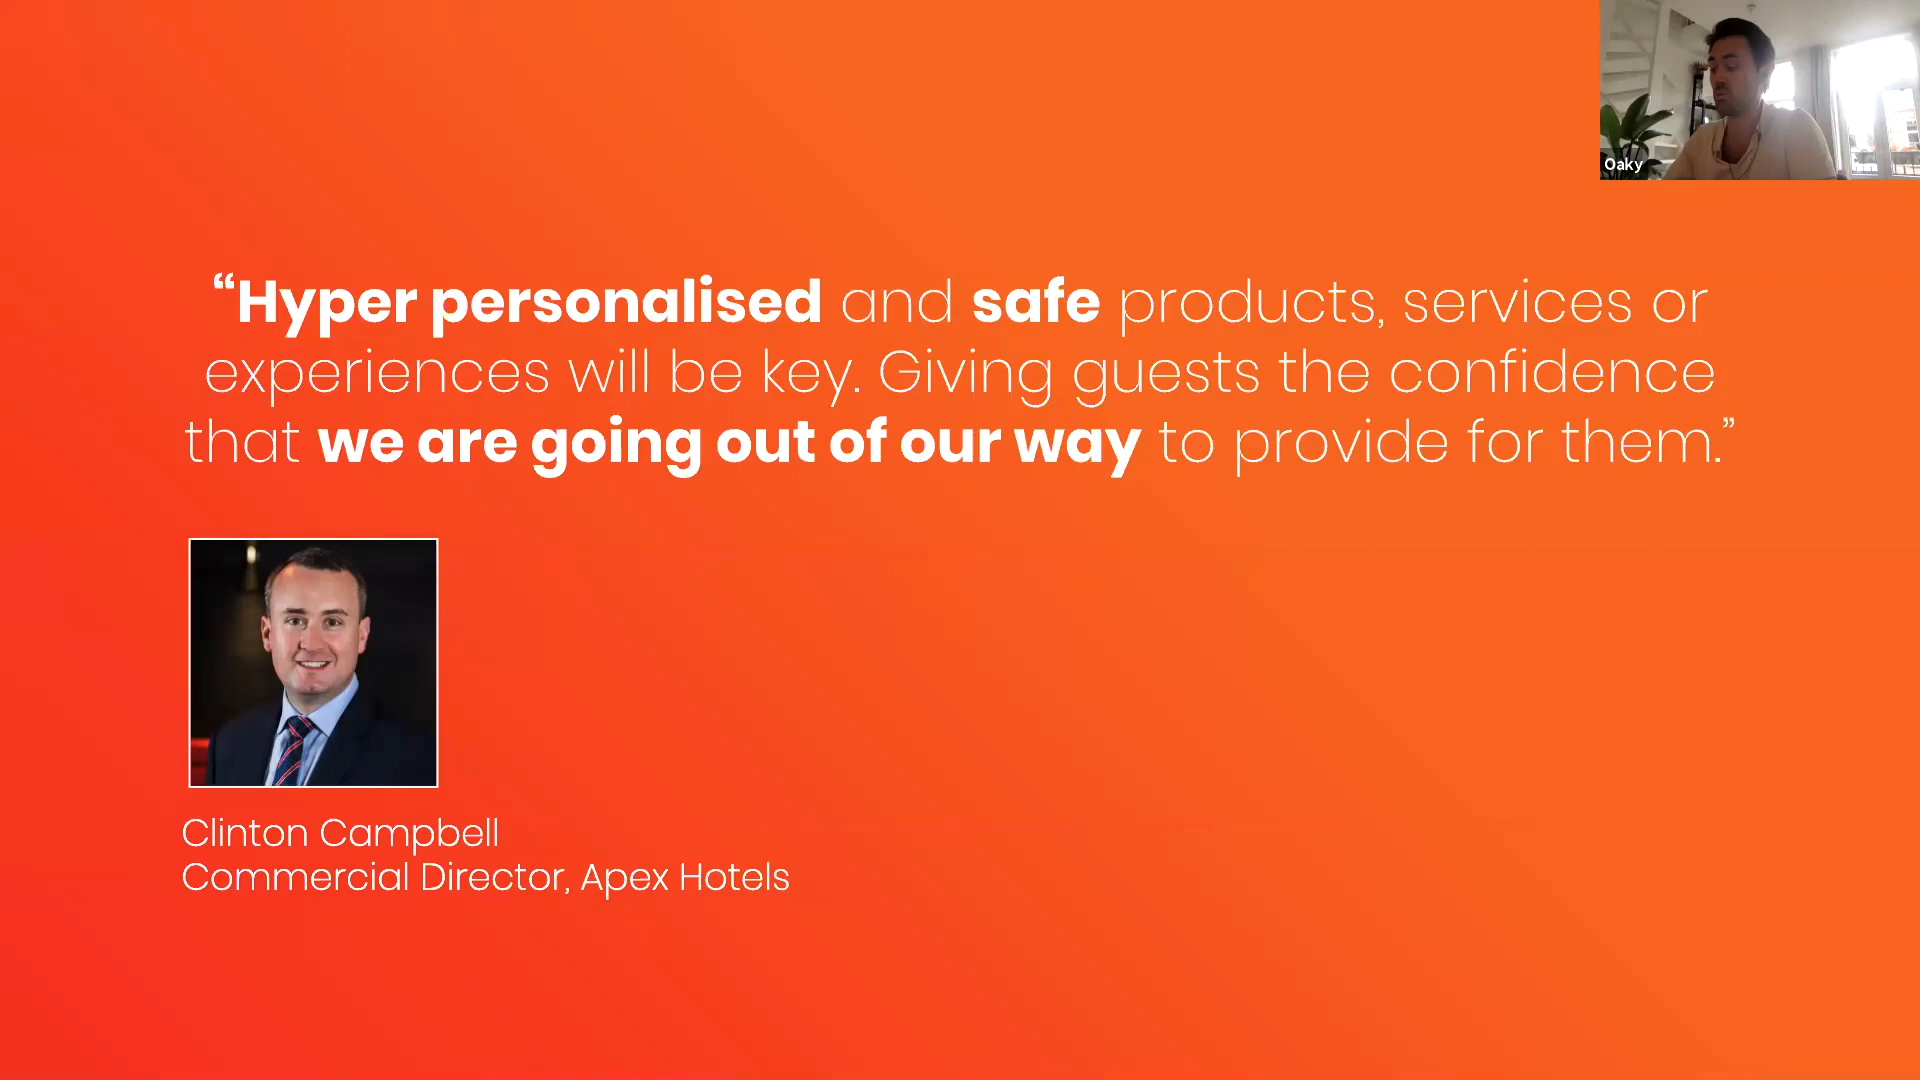 Oaky
“Hyper personalised and safe products, services or
experiences will be key. Giving guests the confidence
that we are going out of our way to provide for them.”
Clinton Campbell
Commercial Director, Apex Hotels